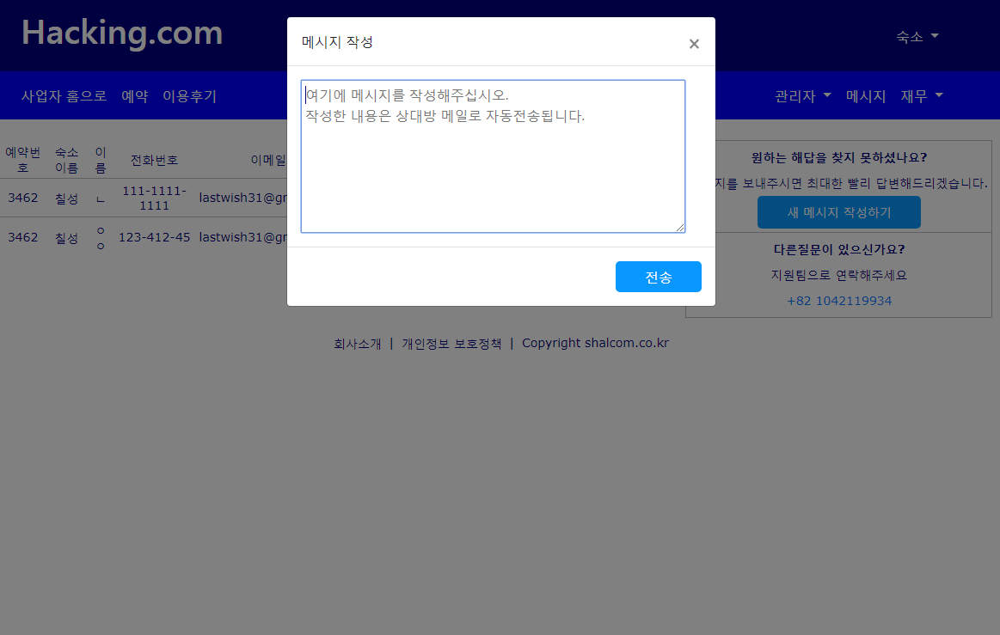 Hacking.com
숙소
사업자 홈으로 예약 이용후기
관리자 메시지 재무
메시지 작성
×
여기에 메시지를 작성해주십시오.
작성한 내용은 상대방 메일로 자동전송됩니다.
전송
예약번호 숙소이름 이름 전화번호 이메일
3462 칠성 ㄴ 111-1111-1111 lastwish31@gr
3462 칠성 ㅇㅇ 123-412-45 lastwish31@gr
원하는 해답을 찾지 못하셨나요?
지를 보내주시면 최대한 빨리 답변해드리겠습니다.
새 메시지 작성하기
다른질문이 있으신가요?
지원팀으로 연락해주세요
+82 1042119934
회사소개 | 개인정보 보호정책 | Copyright shalcom.co.kr